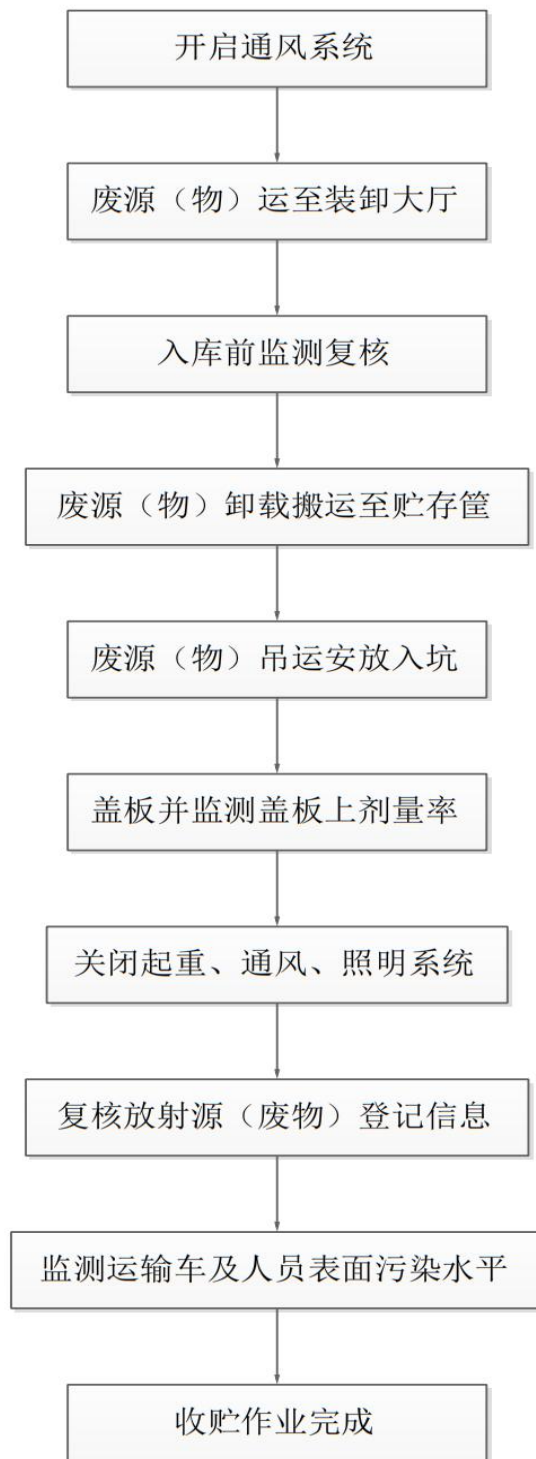 开启通风系统
废源（物）运至装卸大厅
入库前监测复核
废源（物）卸载搬运至贮存筐
废源（物）吊运安放入坑
盖板并监测盖板上剂量率
关闭起重、通风、照明系统
复核放射源（废物）登记信息
监测运输车及人员表面污染水平
收贮作业完成